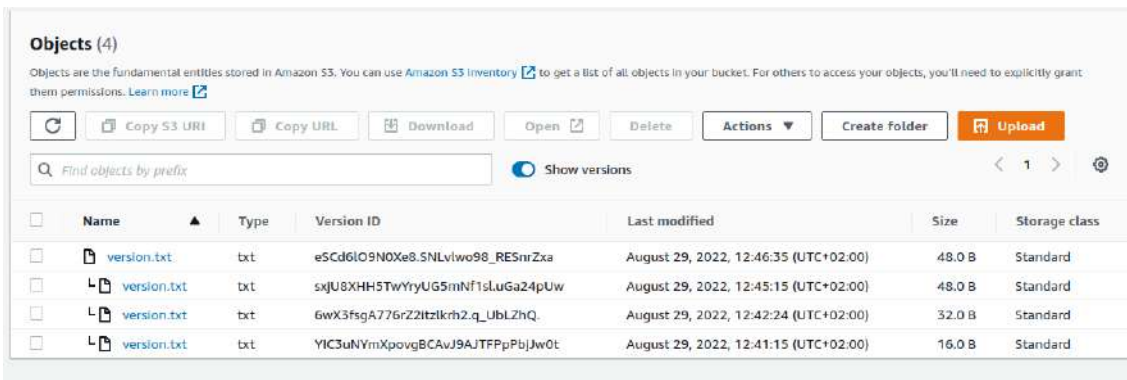 Objects (4)
Objects are the fundamental entities stored in Amazon S3. You can use Amazon S3 Inventory to get a list of all objects in your bucket. For others to access your objects, you'll need to explicitly grant
them permissions. Learn more
Copy S3 URI Copy URL Download Open Delete Actions Create folder Upload
Find objects by prefix Show versions 1
Name Type Version ID Last modified Size Storage class
version.txt txt eSCd6lO9N0Xe8.SNLvlwo98_RESnrZxa August 29, 2022, 12:46:35 (UTC+02:00) 48.0 B Standard
version.txt txt sxjU8XHH5TwYryUG5mNf1sl.uGa24pUw August 29, 2022, 12:45:15 (UTC+02:00) 48.0 B Standard
version.txt txt 6wX3fsgA776rZ2itzlkrh2.q_UbLZhQ. August 29, 2022, 12:42:24 (UTC+02:00) 32.0 B Standard
version.txt txt YIC3uNYmXpovgBCAvJ9AJTFPpPbjJw0t August 29, 2022, 12:41:15 (UTC+02:00) 16.0 B Standard